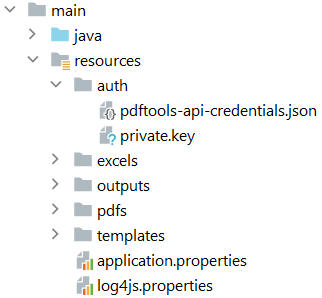 main
java
resources
auth
pdftools-api-credentials.json
private.key
excels
outputs
pdfs
templates
application.properties
log4js.properties